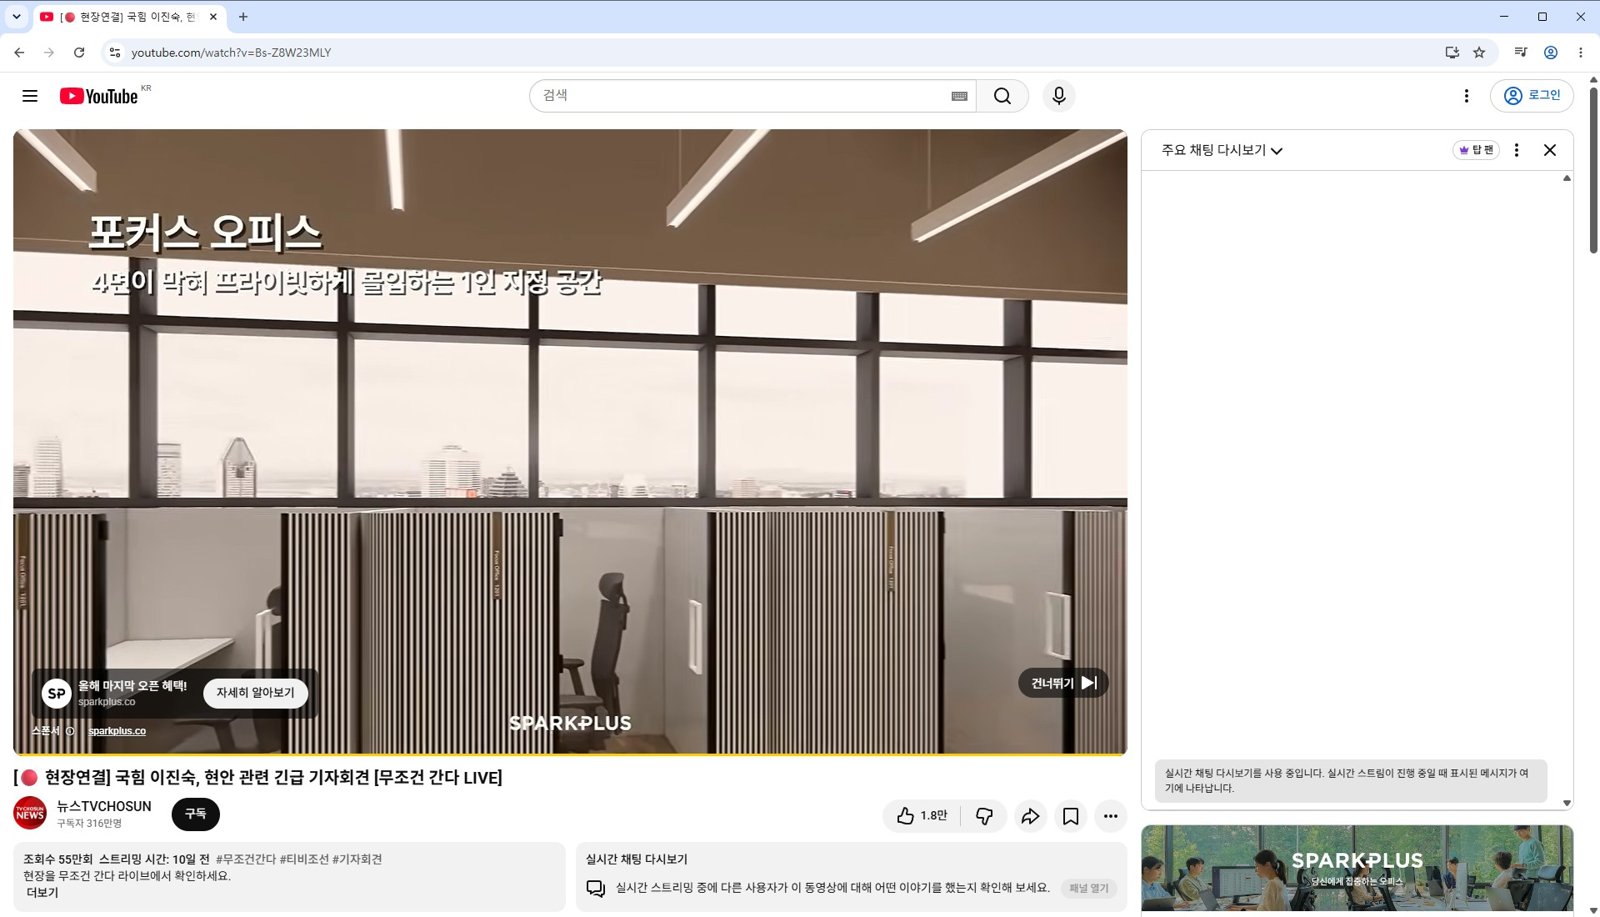 [🔴 현장연결] 국힘 이진숙, 현
youtube.com/watch?v=Bs-Z8W23MLY
YouTube KR
검색
로그인
포커스 오피스
4면이 막혀 프라이빗하게 몰입하는 1인 지정 공간
Focus Office 1201
SP
올해 마지막 오픈 혜택!
sparkplus.co
자세히 알아보기
스폰서
sparkplus.co
SPARKPLUS
건너뛰기
주요 채팅 다시보기
탑 팬
실시간 채팅 다시보기를 사용 중입니다. 실시간 스트림이 진행 중일 때 표시된 메시지가 여
기에 나타납니다.
[🔴 현장연결] 국힘 이진숙, 현안 관련 긴급 기자회견 [무조건 간다 LIVE]
TVCHOSUN
NEWS
뉴스TVCHOSUN
구독자 316만명
구독
1.8만
조회수 55만회 스트리밍 시간: 10일 전 #무조건간다 #티비조선 #기자회견
현장을 무조건 간다 라이브에서 확인하세요.
더보기
실시간 채팅 다시보기
실시간 스트리밍 중에 다른 사용자가 이 동영상에 대해 어떤 이야기를 했는지 확인해 보세요.
패널 열기
SPARKPLUS
당신에게 집중하는 오피스